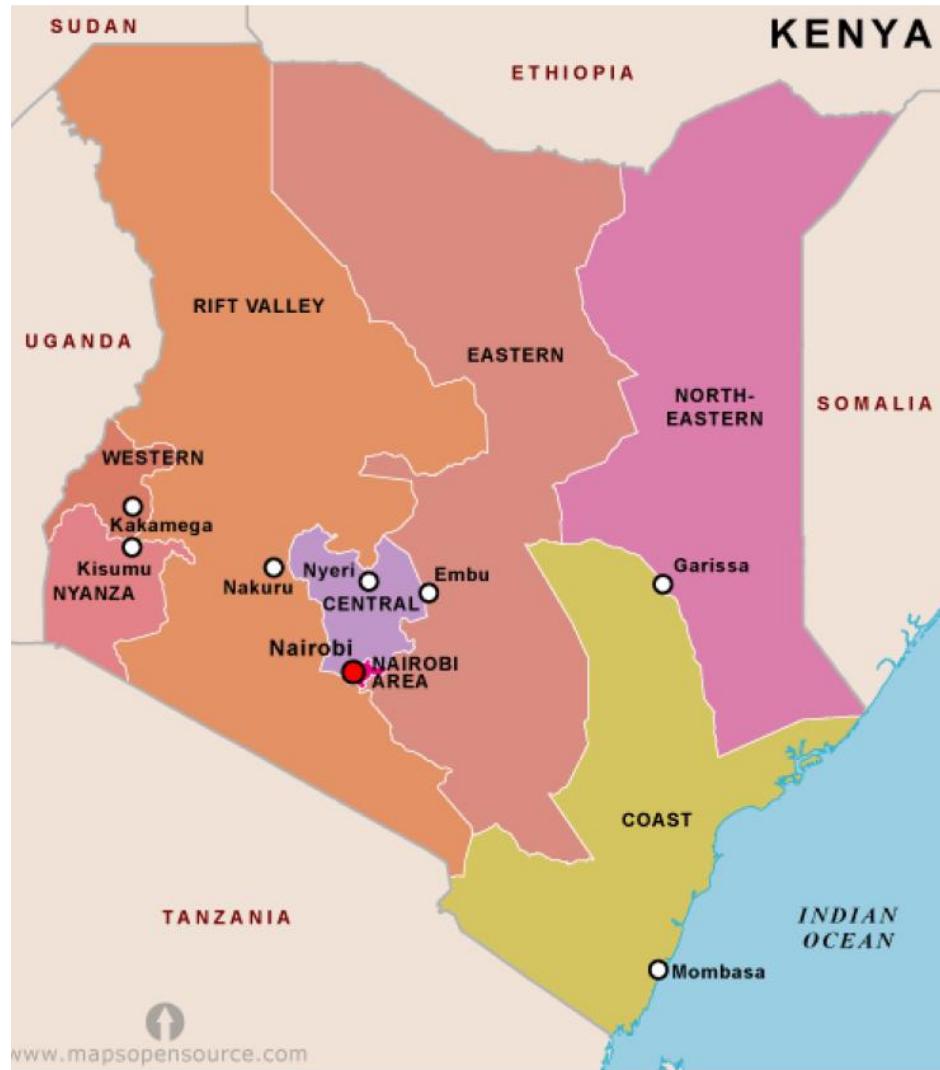 KENYA
SUDAN
ETHIOPIA
RIFT VALLEY
UGANDA
EASTERN
NORTH-
EASTERN
SOMALIA
WESTERN
Kakamega
Kisumu
NYANZA
Nakuru
Nyeri
CENTRAL
Embu
Garissa
Nairobi
NAIROBI
AREA
COAST
TANZANIA
INDIAN
OCEAN
Mombasa
www.mapsopensource.com